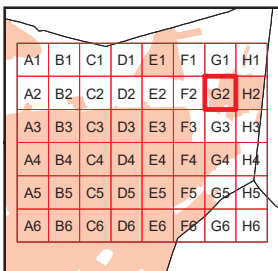 A1 B1 C1 D1 E1 F1 G1 H1
A2 B2 C2 D2 E2 F2 G2 H2
A3 B3 C3 D3 E3 F3 G3 H3
A4 B4 C4 D4 E4 F4 G4 H4
A5 B5 C5 D5 E5 F5 G5 H5
A6 B6 C6 D6 E6 F6 G6 H6